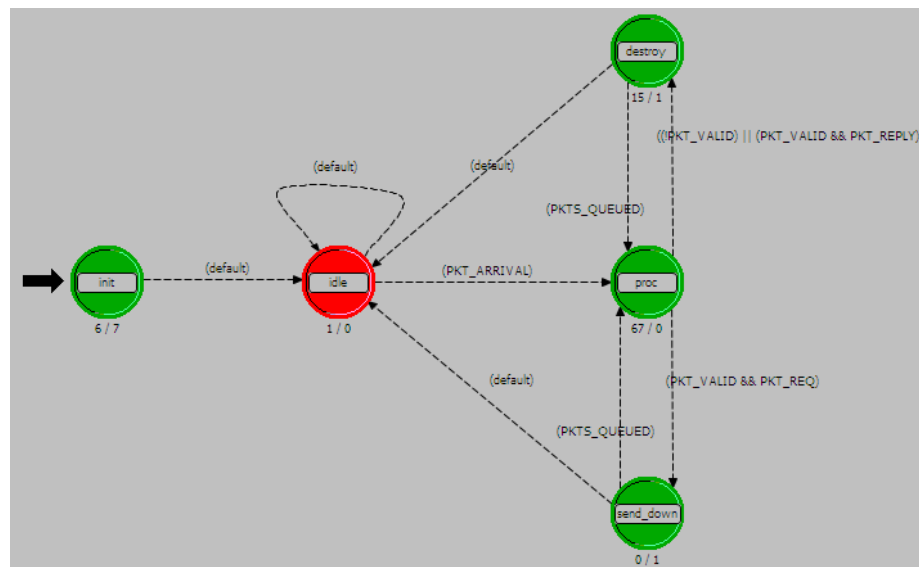 destroy
15 / 1
((!PKT_VALID) || (PKT_VALID && PKT_REPLY)
(default)
(default)
(PKTS_QUEUED)
(default)
(PKT_ARRIVAL)
init
idle
proc
6 / 7
1 / 0
67 / 0
(default)
(PKT_VALID && PKT_REQ)
(PKTS_QUEUED)
send_down
0 / 1